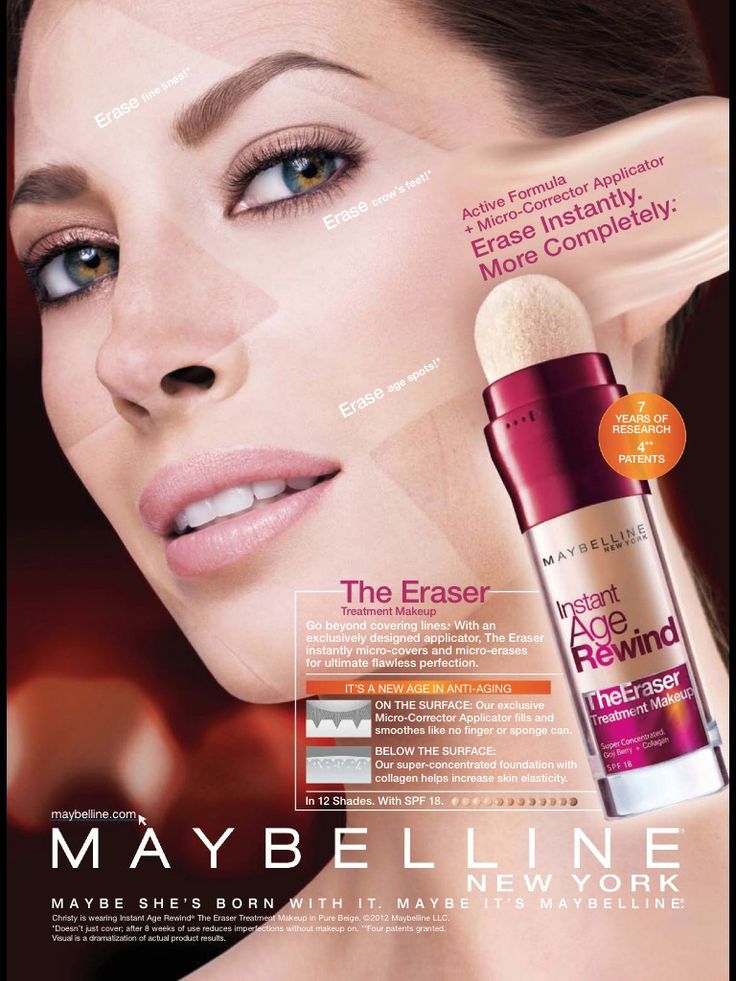 Erase fine lines!*
Erase crow's feet!*
Erase age spots!*
Active Formula
+ Micro-Corrector Applicator
Erase Instantly.
More Completely:
7
YEARS OF
RESEARCH
4**
PATENTS
MAYBELLINE
NEW YORK
Instant
Age
Rewind
TheEraser
Treatment Makeup
Super Concentrated.
Goji Berry + Collagen
SPF 18
The Eraser
Treatment Makeup
Go beyond covering lines.* With an
exclusively designed applicator, The Eraser
instantly micro-covers and micro-erases
for ultimate flawless perfection.
IT'S A NEW AGE IN ANTI-AGING
ON THE SURFACE: Our exclusive
Micro-Corrector Applicator fills and
smoothes like no finger or sponge can.
BELOW THE SURFACE:
Our super-concentrated foundation with
collagen helps increase skin elasticity.
In 12 Shades. With SPF 18.
maybelline.com
MAYBELLINE®
NEW YORK
MAYBE SHE'S BORN WITH IT. MAYBE IT'S MAYBELLINE.®
Christy is wearing Instant Age Rewind® The Eraser Treatment Makeup in Pure Beige. ©2012 Maybelline LLC.
*Doesn't just cover; after 8 weeks of use reduces imperfections without makeup on. **Four patents granted.
Visual is a dramatization of actual product results.